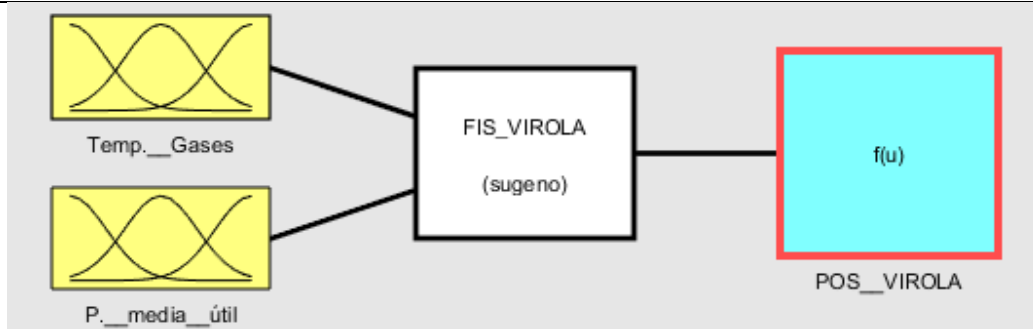 Temp.__Gases
P.__media__útil
FIS_VIROLA
(sugeno)
f(u)
POS__VIROLA